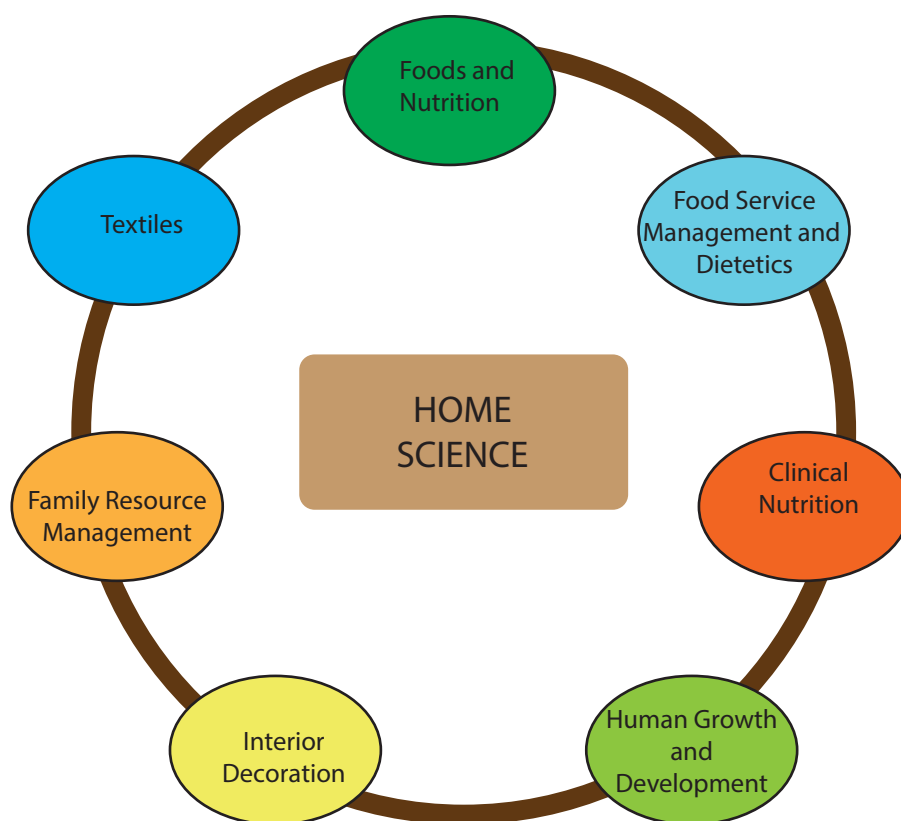 Foods and
Nutrition
Food Service
Management and
Dietetics
Clinical
Nutrition
Human Growth
and
Development
Interior
Decoration
Family Resource
Management
Textiles
HOME
SCIENCE